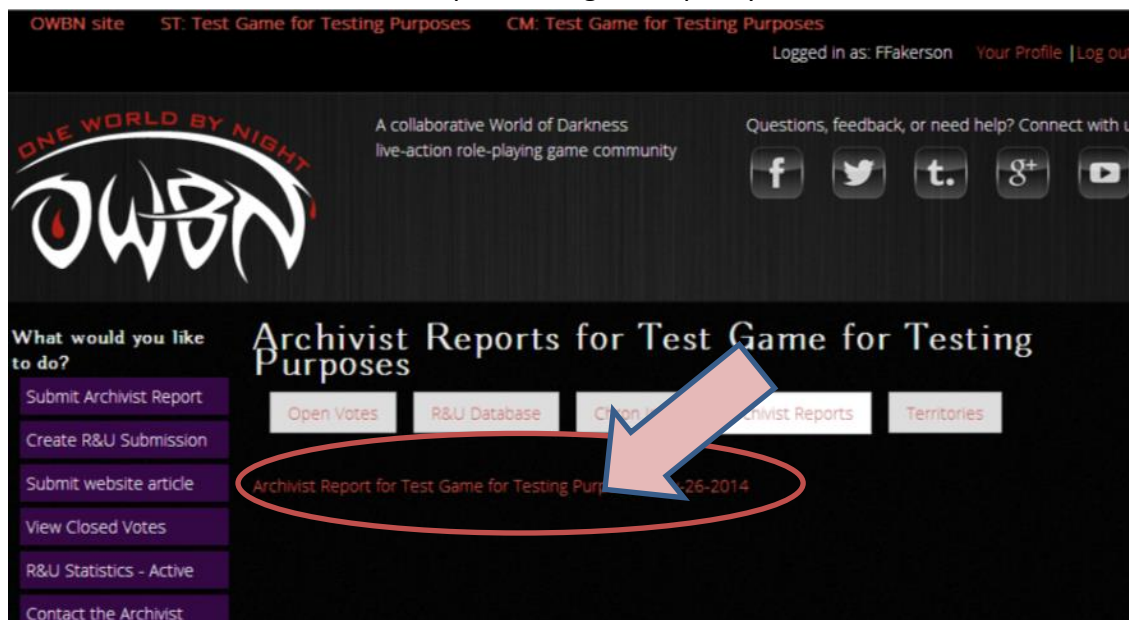 OWBN site ST: Test Game for Testing Purposes CM: Test Game for Testing Purposes
Logged in as: FFakerson Your Profile | Log out
ONE WORLD BY NIGHT
OWBN
A collaborative World of Darkness
live-action role-playing game community
Questions, feedback, or need help? Connect with
f t. g+
What would you like
to do?
Submit Archivist Report
Create R&U Submission
Submit website article
View Closed Votes
R&U Statistics - Active
Contact the Archivist
Archivist Reports for Test Game for Testing
Purposes
Open Votes R&U Database Reports Territories
Archivist Report for Test Game for Testing -26-2014